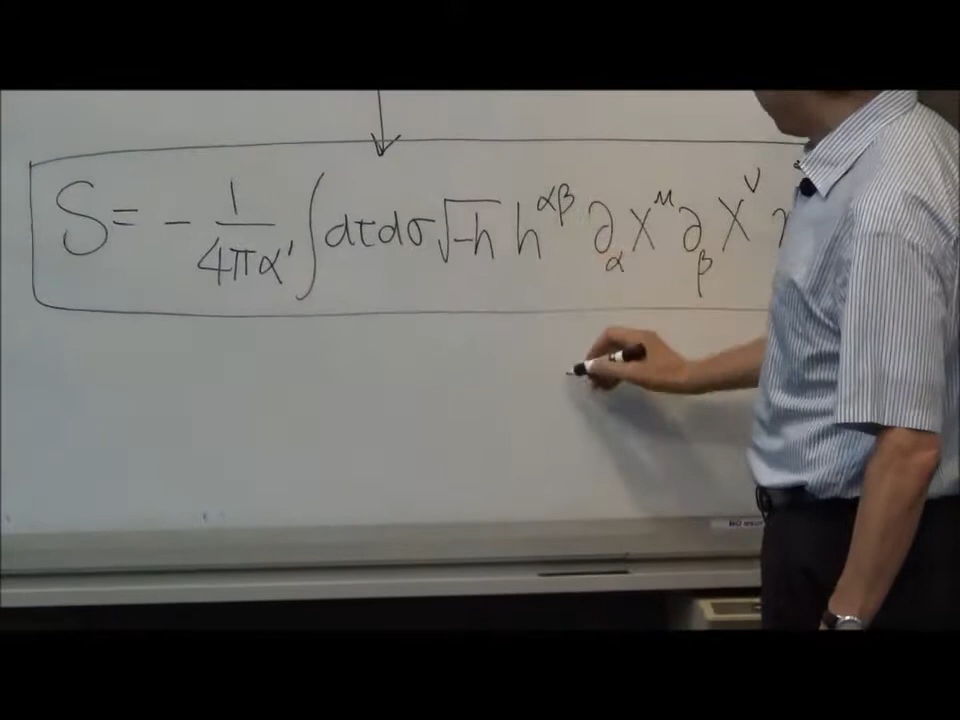 S = - 1/4πα' ∫ dτdσ √-h h^αβ ∂_α X^μ ∂_β X^ν